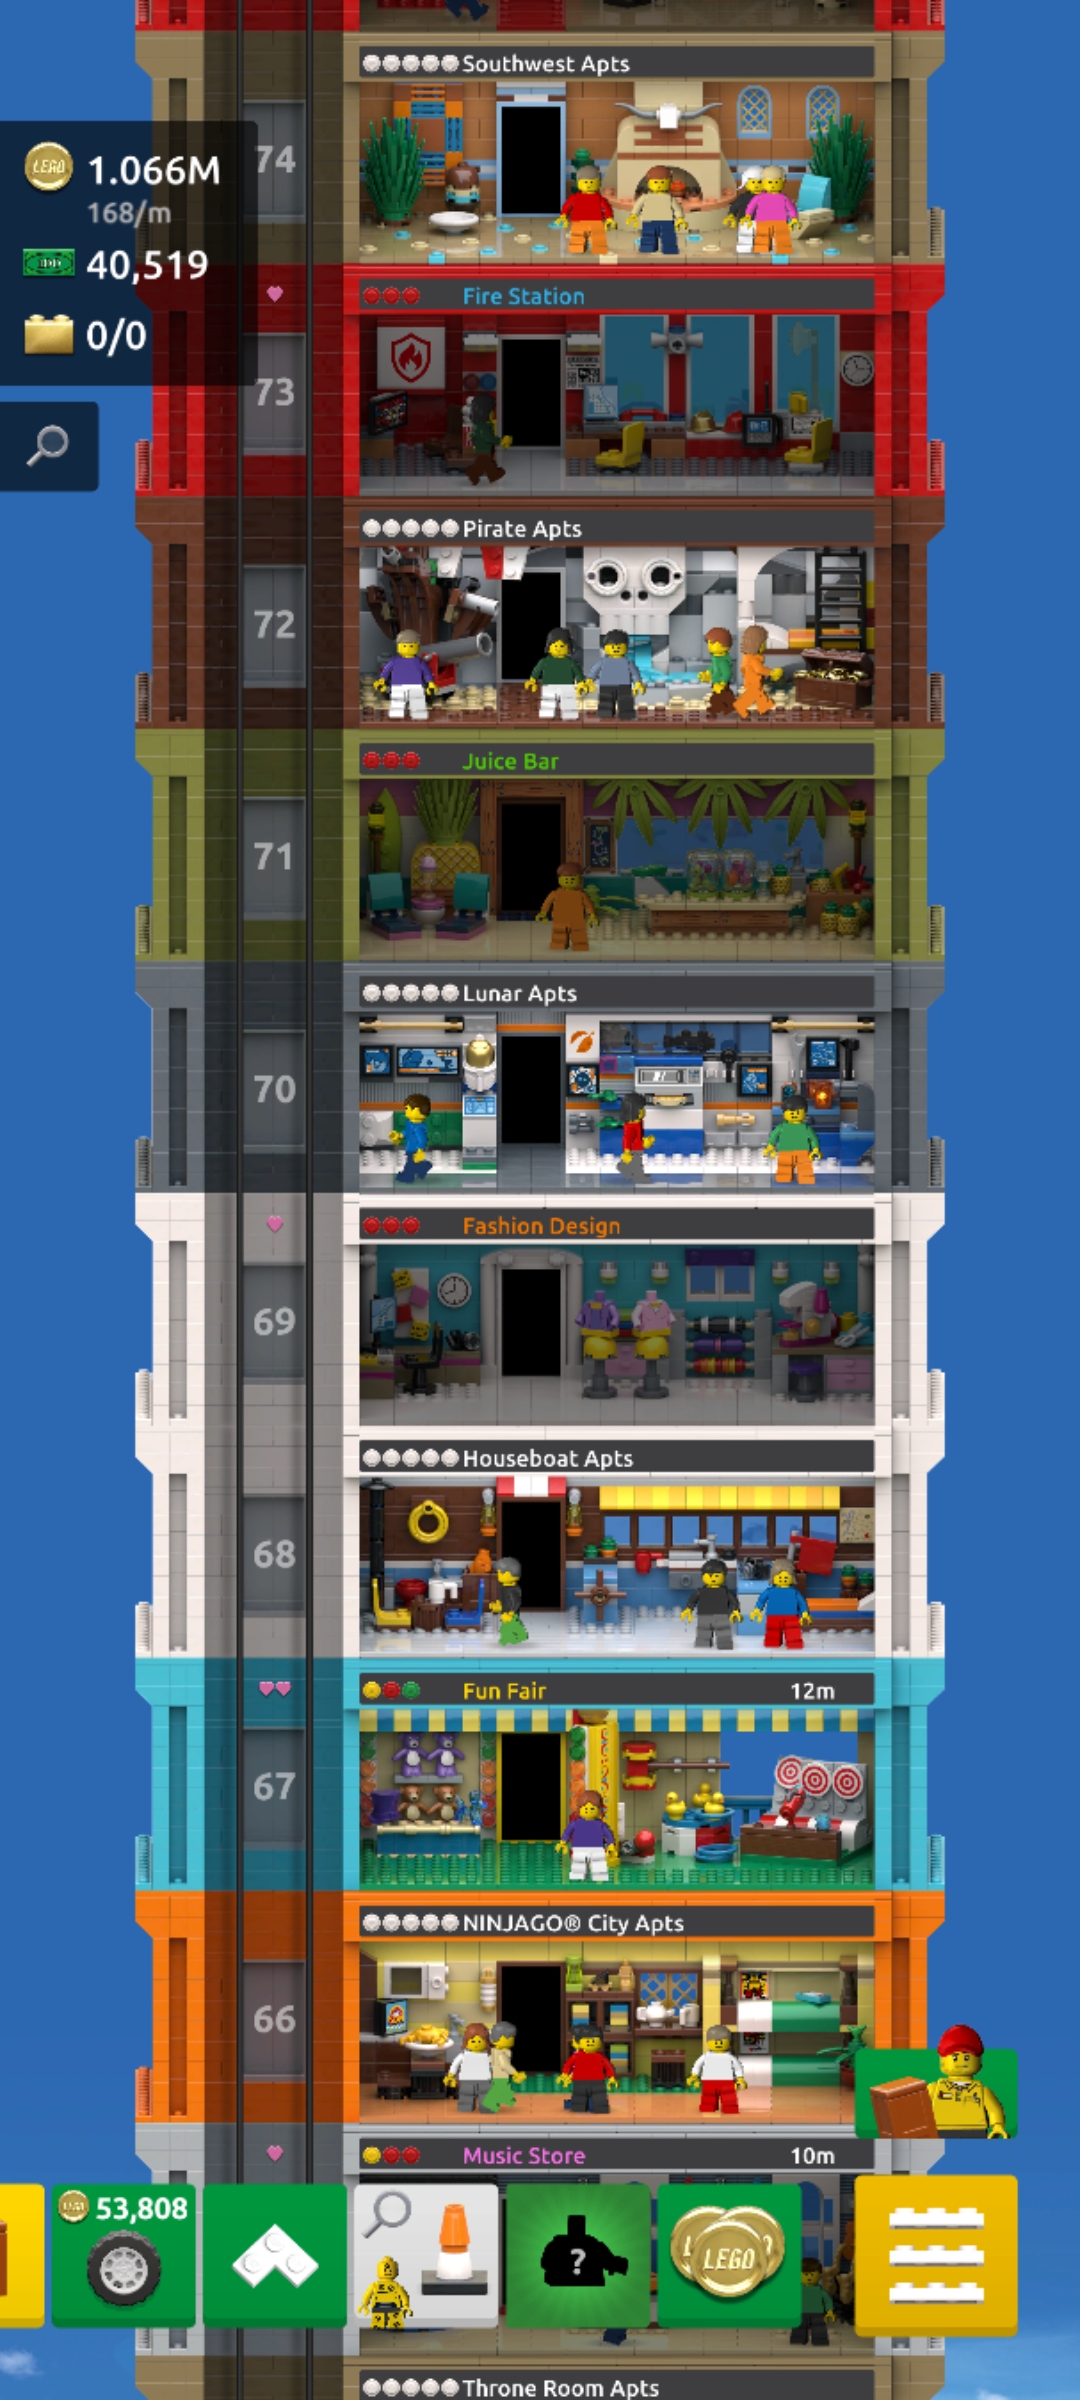 Southwest Apts
74
LEGO 1.066M
168/m
40,519
0/0
Fire Station
73
Pirate Apts
72
Juice Bar
71
Lunar Apts
70
Fashion Design
69
Houseboat Apts
68
Fun Fair 12m
67
NINJAGO® City Apts
66
Music Store 10m
53,808
?
LEGO
Throne Room Apts